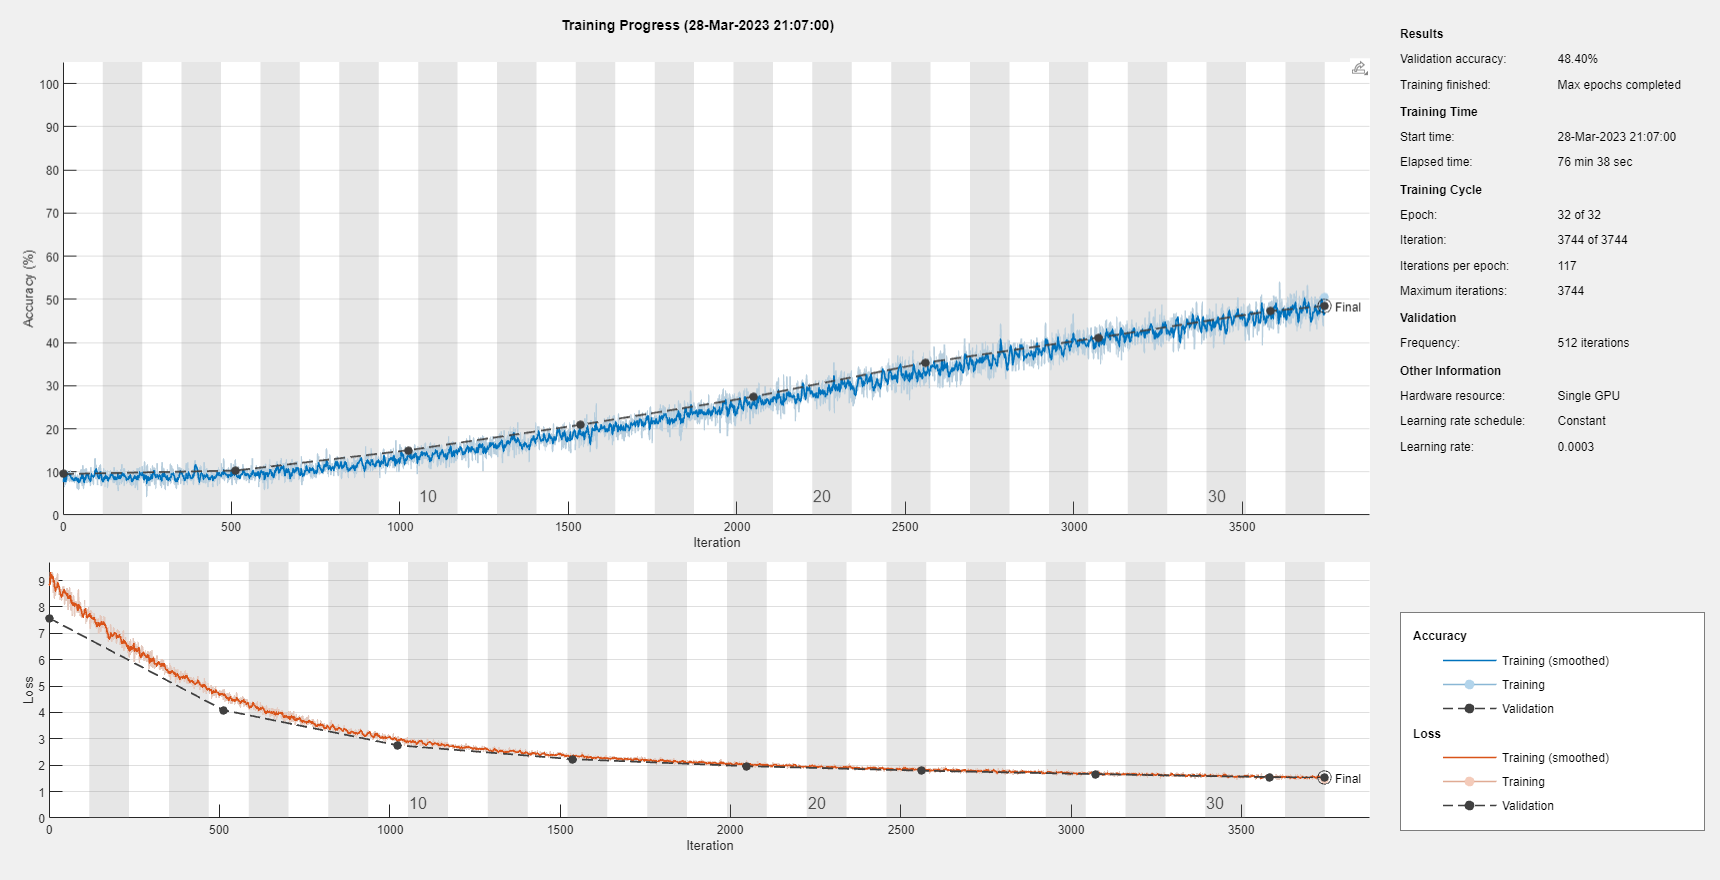 Training Progress (28-Mar-2023 21:07:00)
100
90
80
70
60
50
40
30
20
10
0
Accuracy (%)
Final
10
20
30
0
500
1000
1500
2000
2500
3000
3500
Iteration
9
8
7
6
5
4
3
2
1
0
Loss
Final
10
20
30
0
500
1000
1500
2000
2500
3000
3500
Iteration
Results
Validation accuracy: 48.40%
Training finished: Max epochs completed
Training Time
Start time: 28-Mar-2023 21:07:00
Elapsed time: 76 min 38 sec
Training Cycle
Epoch: 32 of 32
Iteration: 3744 of 3744
Iterations per epoch: 117
Maximum iterations: 3744
Validation
Frequency: 512 iterations
Other Information
Hardware resource: Single GPU
Learning rate schedule: Constant
Learning rate: 0.0003
Accuracy
Training (smoothed)
Training
Validation
Loss
Training (smoothed)
Training
Validation